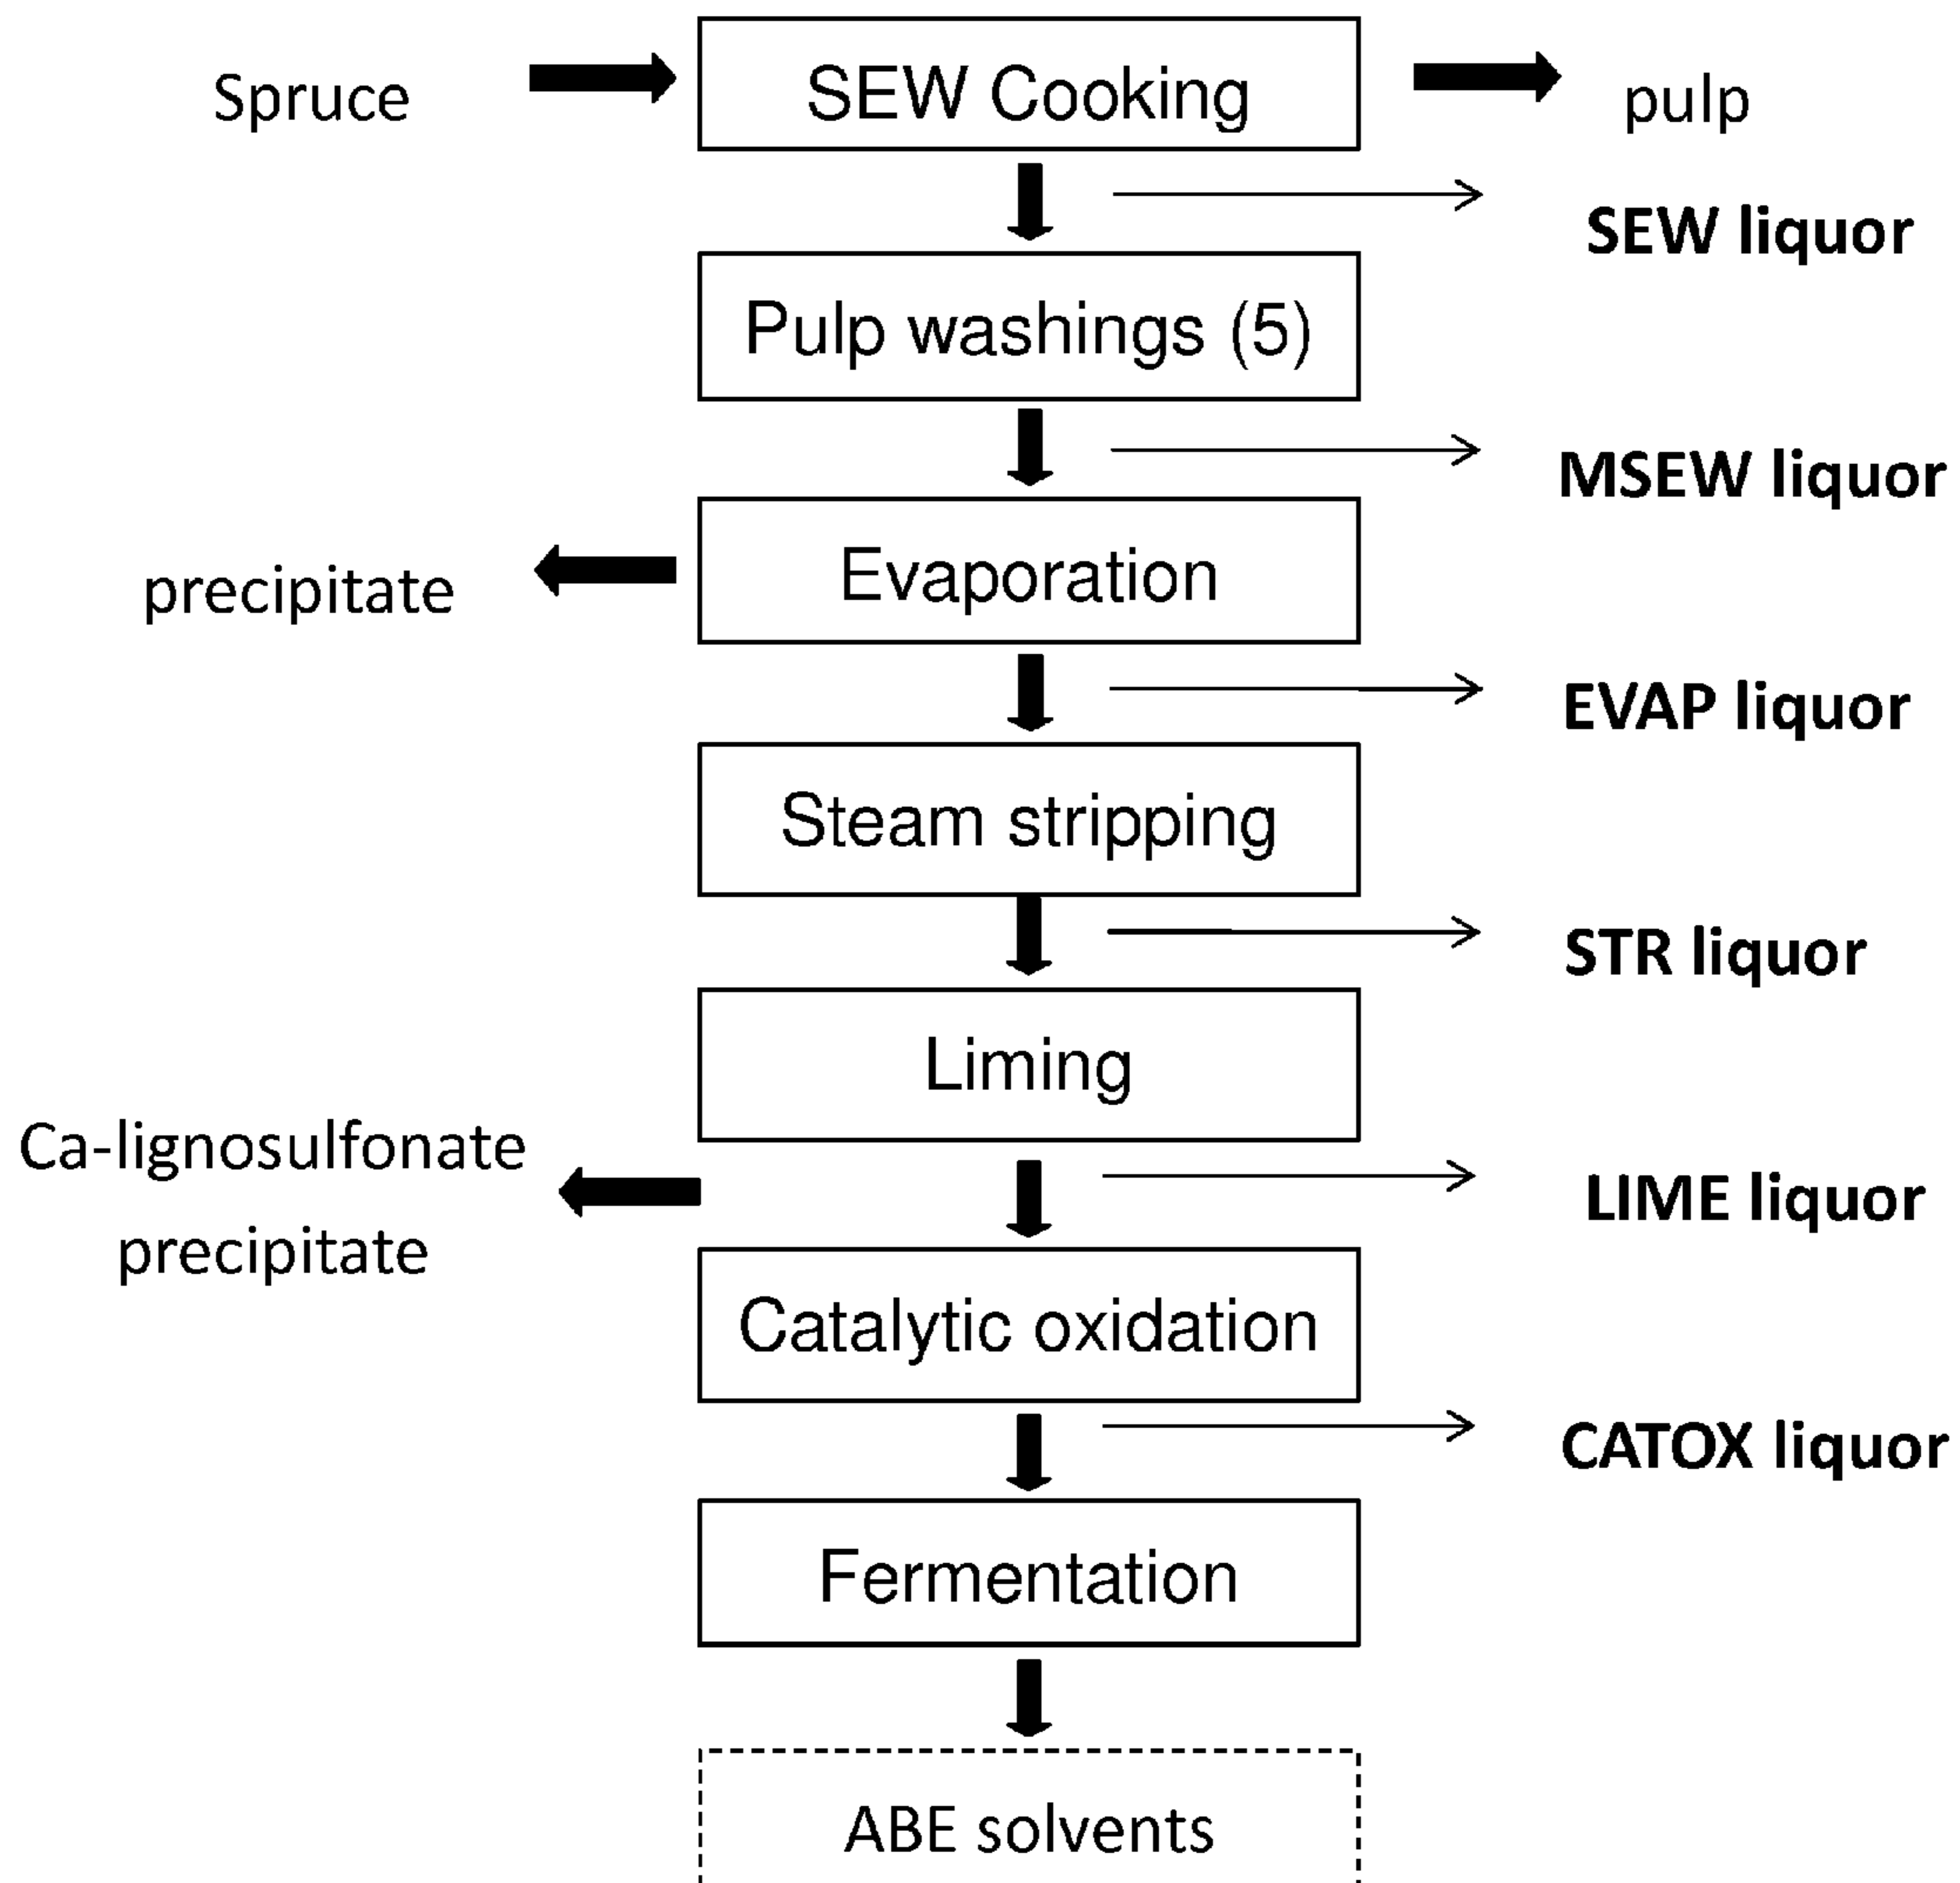 Spruce
SEW Cooking
pulp
SEW liquor
Pulp washings (5)
MSEW liquor
precipitate
Evaporation
EVAP liquor
Steam stripping
STR liquor
Liming
Ca-lignosulfonate
precipitate
LIME liquor
Catalytic oxidation
CATOX liquor
Fermentation
ABE solvents